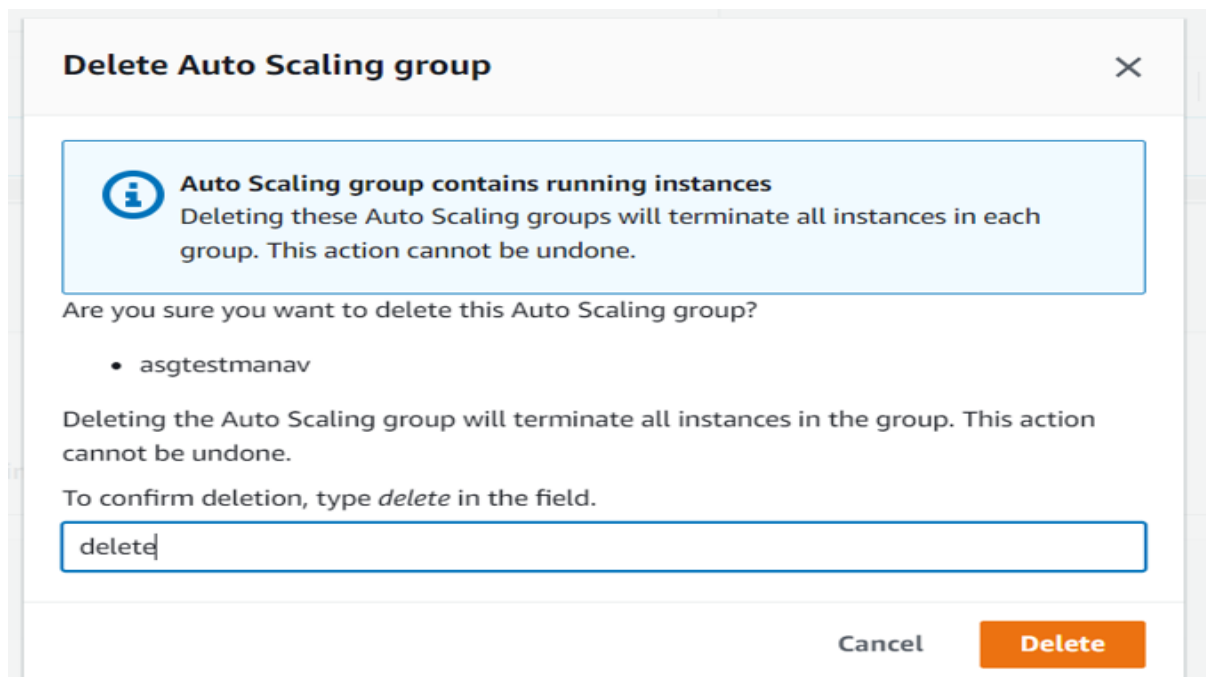 Delete Auto Scaling group
Auto Scaling group contains running instances
Deleting these Auto Scaling groups will terminate all instances in each
group. This action cannot be undone.
Are you sure you want to delete this Auto Scaling group?
• asgtestmanav
Deleting the Auto Scaling group will terminate all instances in the group. This action
cannot be undone.
To confirm deletion, type delete in the field.
delete
Cancel Delete